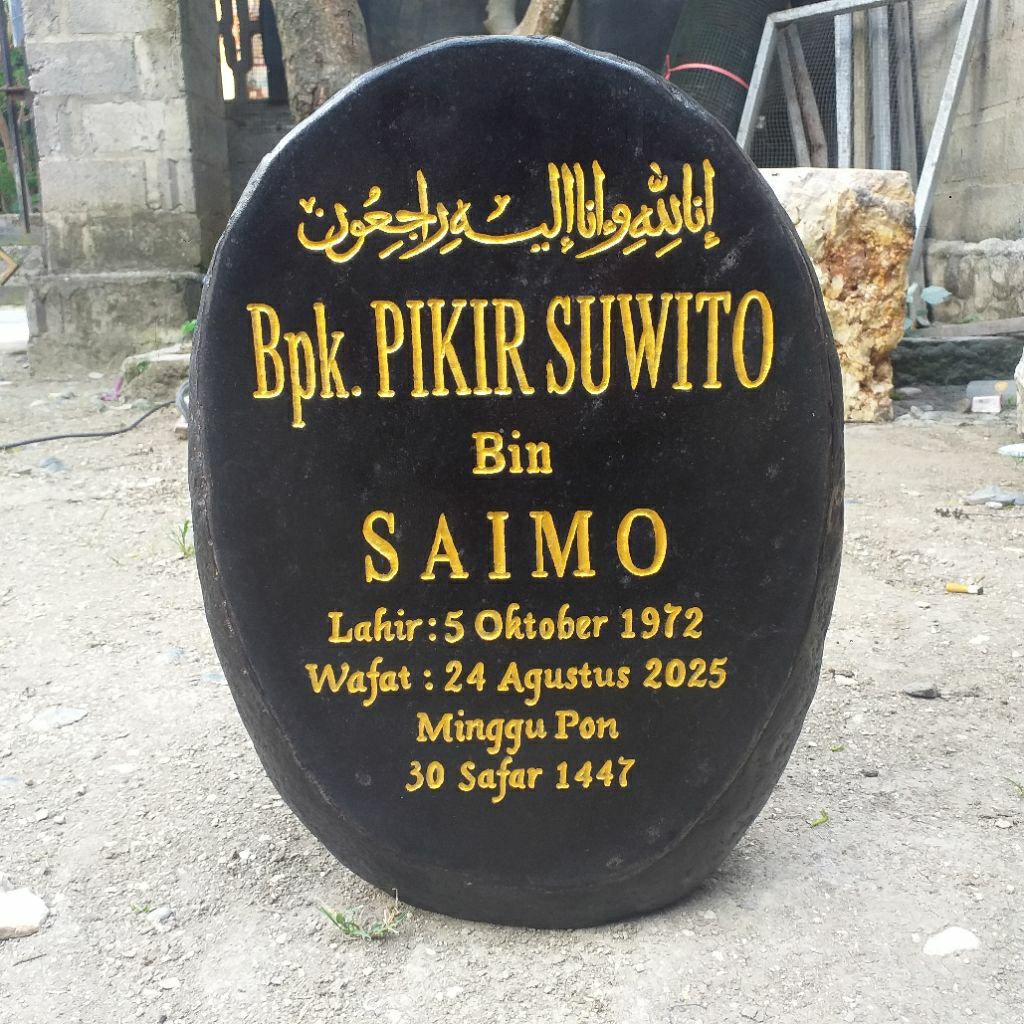 إنا لله وإنا إليه راجعون
Bpk. PIKIR SUWITO
Bin
SAIMO
Lahir : 5 Oktober 1972
Wafat : 24 Agustus 2025
Minggu Pon
30 Safar 1447